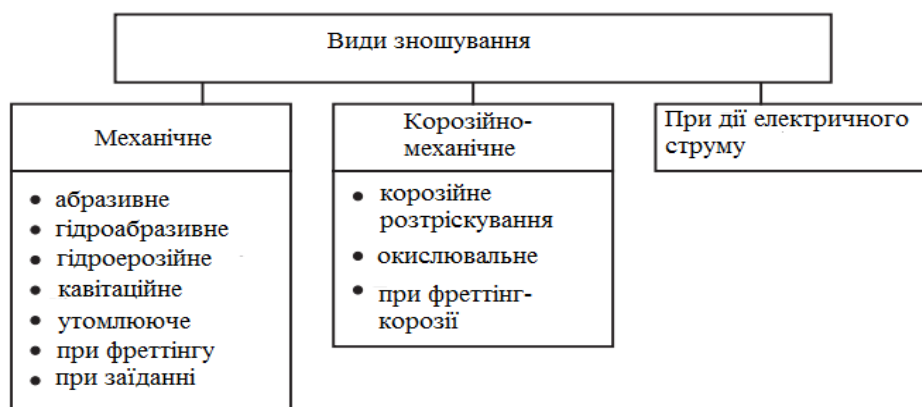 Види зношування
Механічне
• абразивне
• гідроабразивне
• гідроерозійне
• кавітаційне
• утомлююче
• при фреттінгу
• при заїданні
Корозійно-
механічне
• корозійне
розтріскування
• окислювальне
• при фреттінг-
корозії
При дії електричного
струму